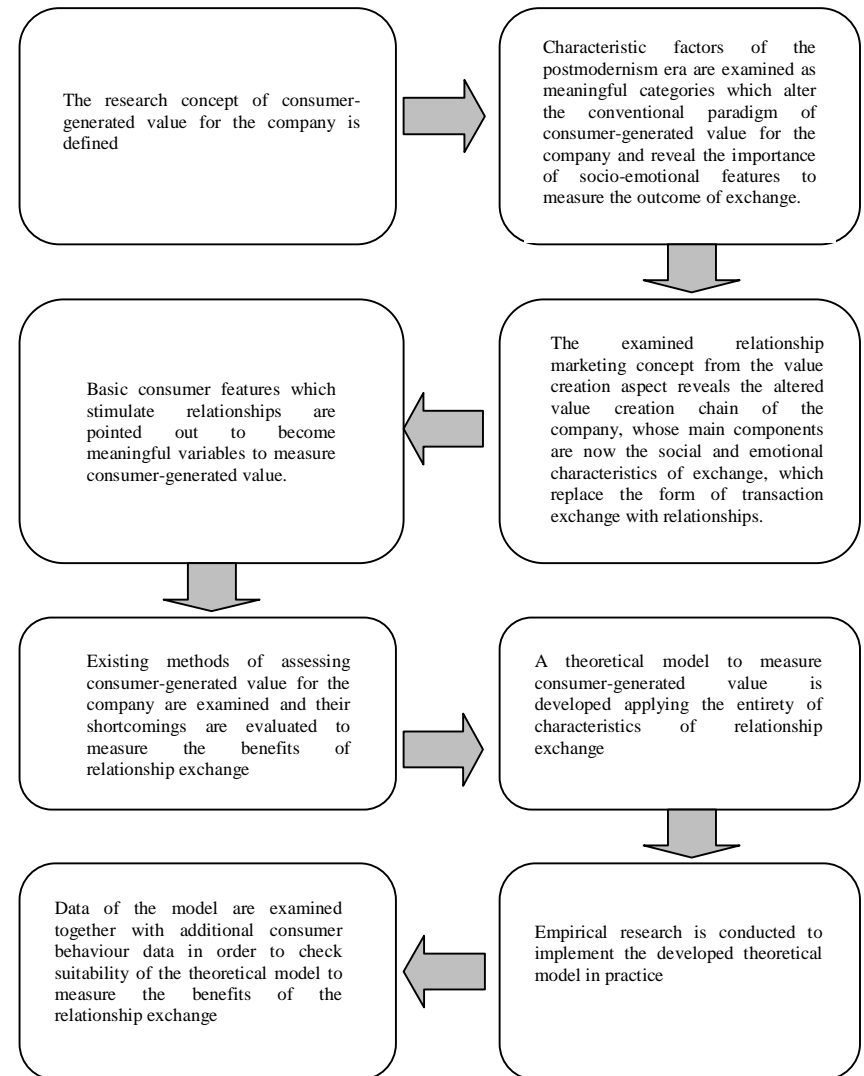 The research concept of consumer-
generated value for the company is
defined
Characteristic factors of the
postmodernism era are examined as
meaningful categories which alter
the conventional paradigm of
consumer-generated value for the
company and reveal the importance
of socio-emotional features to
measure the outcome of exchange.
The examined relationship
marketing concept from the value
creation aspect reveals the altered
value creation chain of the
company, whose main components
are now the social and emotional
characteristics of exchange, which
replace the form of transaction
exchange with relationships.
Basic consumer features which
stimulate relationships are
pointed out to become
meaningful variables to measure
consumer-generated value.
Existing methods of assessing
consumer-generated value for the
company are examined and their
shortcomings are evaluated to
measure the benefits of
relationship exchange
A theoretical model to measure
consumer-generated value is
developed applying the entirety of
characteristics of relationship
exchange
Empirical research is conducted to
implement the developed theoretical
model in practice
Data of the model are examined
together with additional consumer
behaviour data in order to check
suitability of the theoretical model to
measure the benefits of the
relationship exchange